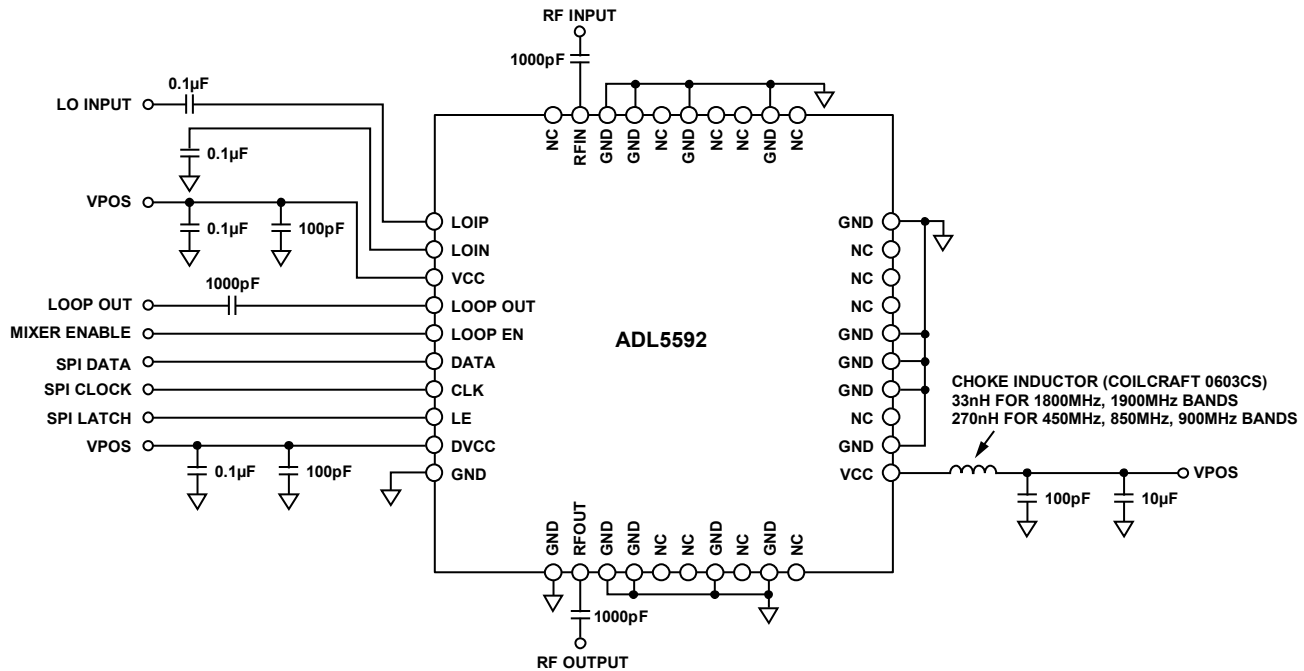 RF INPUT
1000pF
0.1µF
LO INPUT
0.1µF
VPOS
0.1µF
100pF
1000pF
LOOP OUT
MIXER ENABLE
SPI DATA
SPI CLOCK
SPI LATCH
VPOS
0.1µF
100pF
NC
RFIN
GND
GND
NC
GND
NC
NC
GND
NC
LOIP
LOIN
VCC
LOOP OUT
LOOP EN
DATA
CLK
LE
DVCC
GND
ADL5592
GND
NC
NC
NC
GND
GND
GND
NC
GND
VCC
CHOKE INDUCTOR (COILCRAFT 0603CS)
33nH FOR 1800MHz, 1900MHz BANDS
270nH FOR 450MHz, 850MHz, 900MHz BANDS
VPOS
100pF
10µF
GND
RFOUT
GND
GND
NC
NC
GND
NC
GND
NC
1000pF
RF OUTPUT